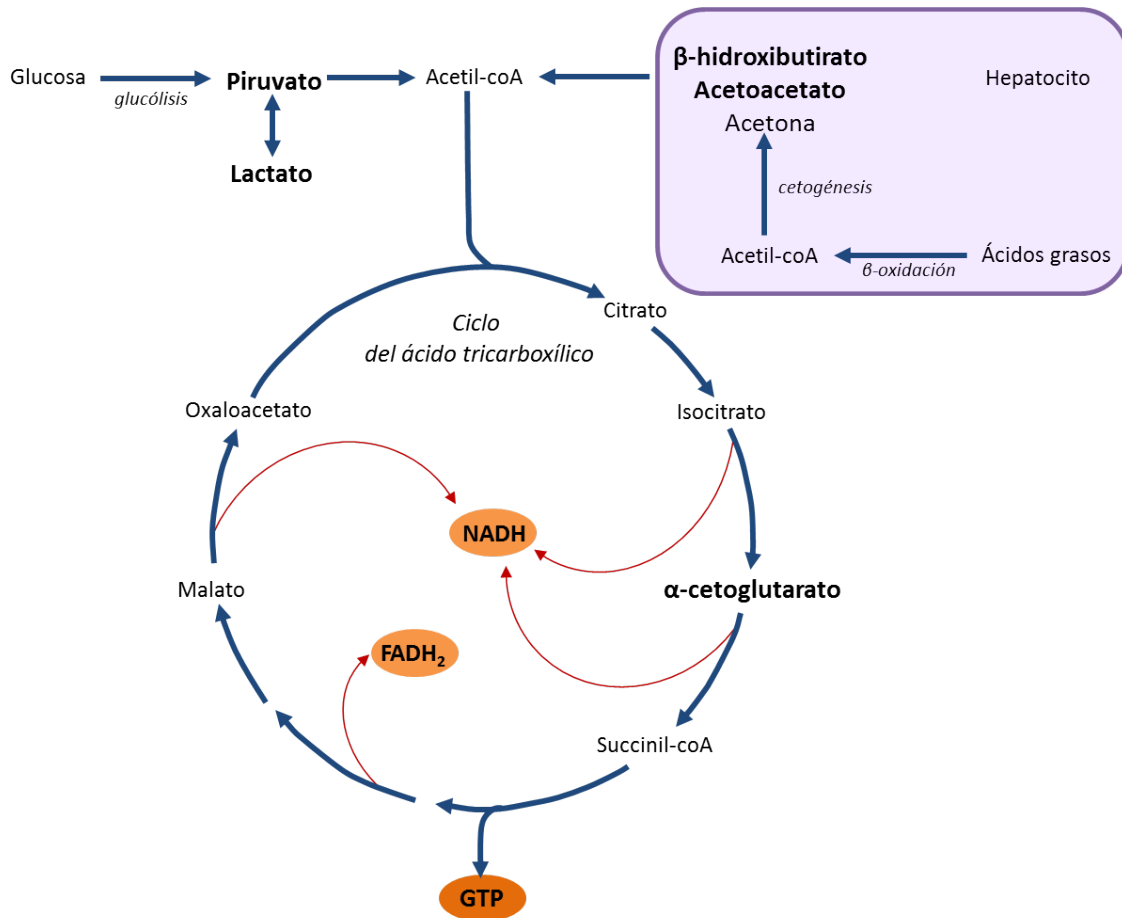 Glucosa
glucólisis
Piruvato
Lactato
Acetil-coA
β-hidroxibutirato
Acetoacetato
Acetona
Hepatocito
cetogénesis
Acetil-coA
β-oxidación
Ácidos grasos
Ciclo
del ácido tricarboxílico
Citrato
Isocitrato
α-cetoglutarato
Succinil-coA
GTP
FADH₂
NADH
Malato
Oxaloacetato